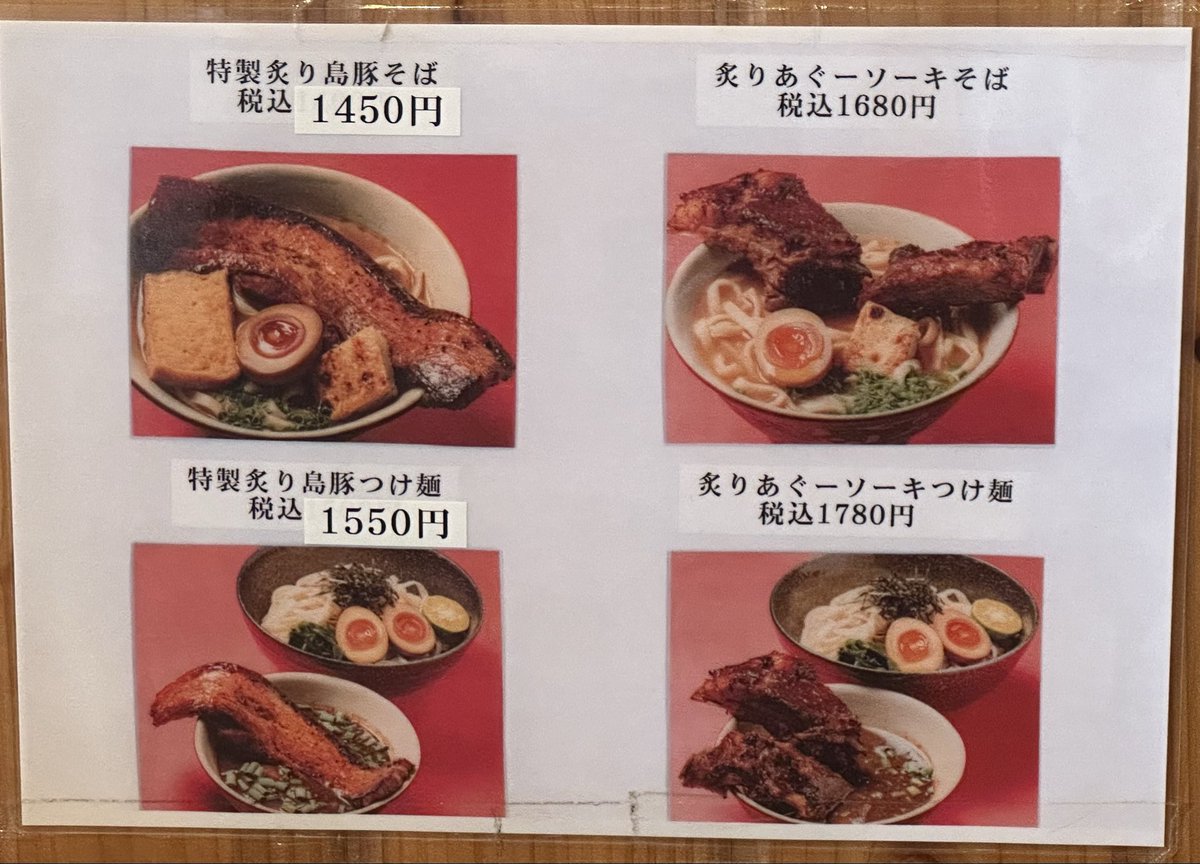 特製炙り島豚そば
税込1450円
炙りあぐーソーキそば
税込1680円
特製炙り島豚つけ麺
税込1550円
炙りあぐーソーキつけ麺
税込1780円